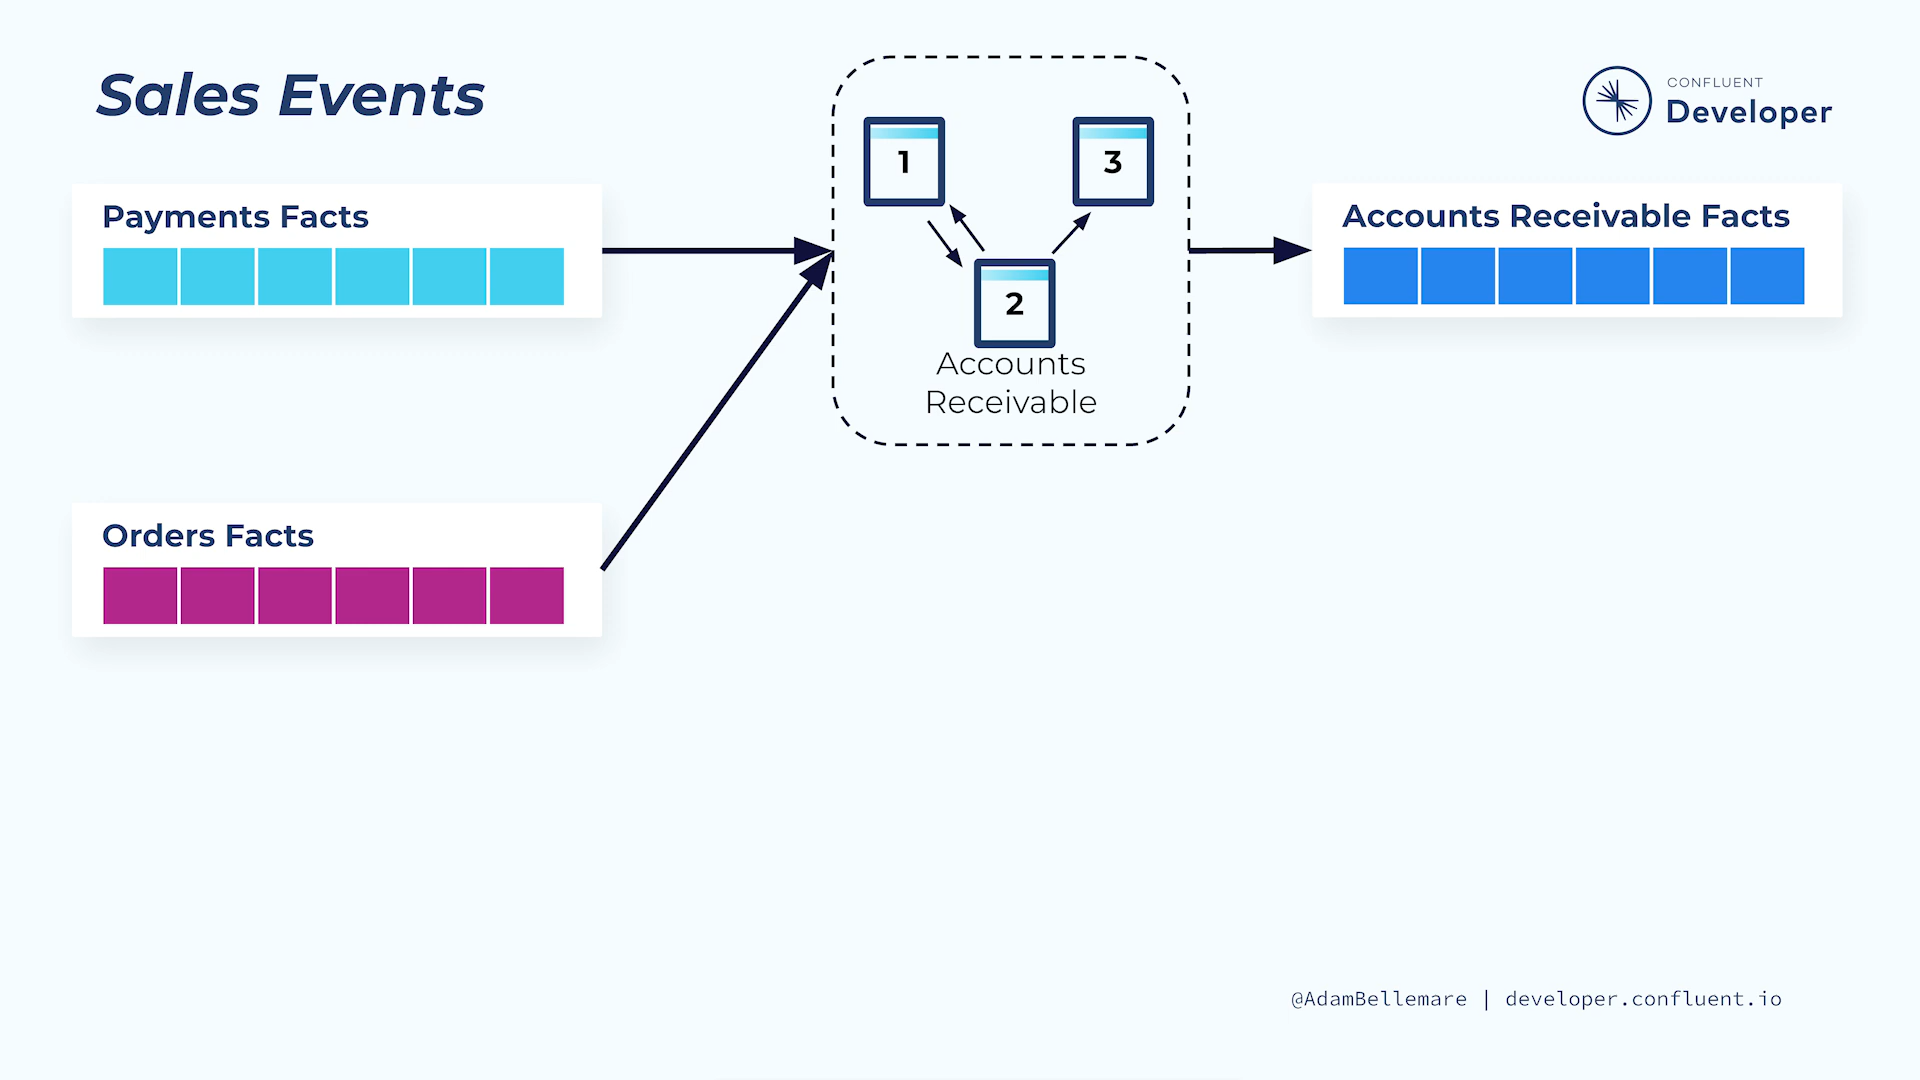 Sales Events
CONFLUENT
Developer
Payments Facts
1
3
2
Accounts
Receivable
Accounts Receivable Facts
Orders Facts
@AdamBellemare | developer.confluent.io